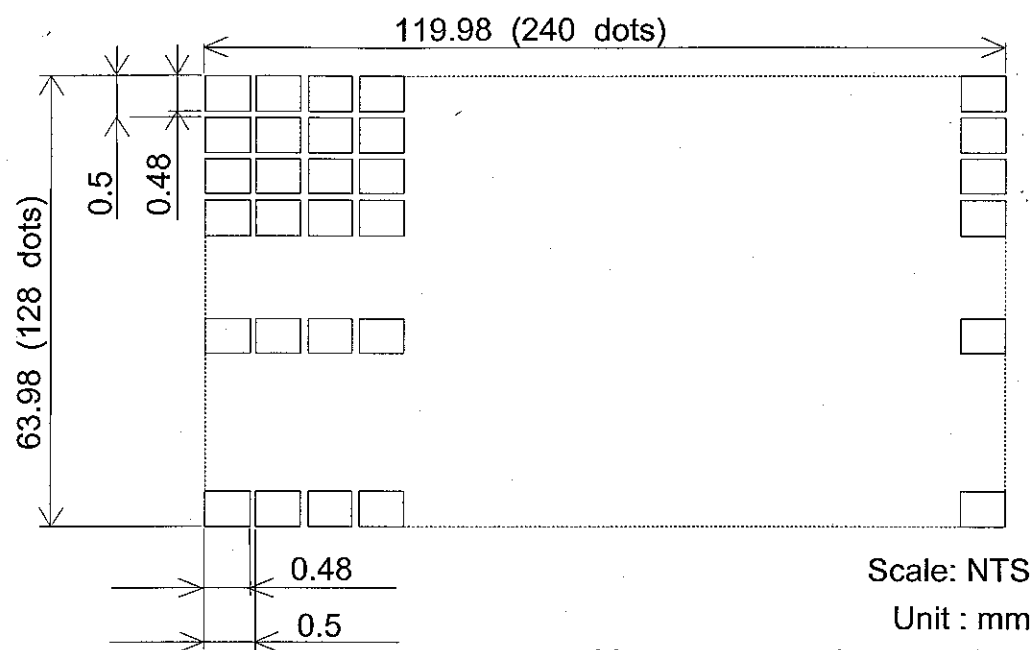 119.98 (240 dots)
0.5
0.48
63.98 (128 dots)
0.48
0.5
Scale: NTS
Unit : mm